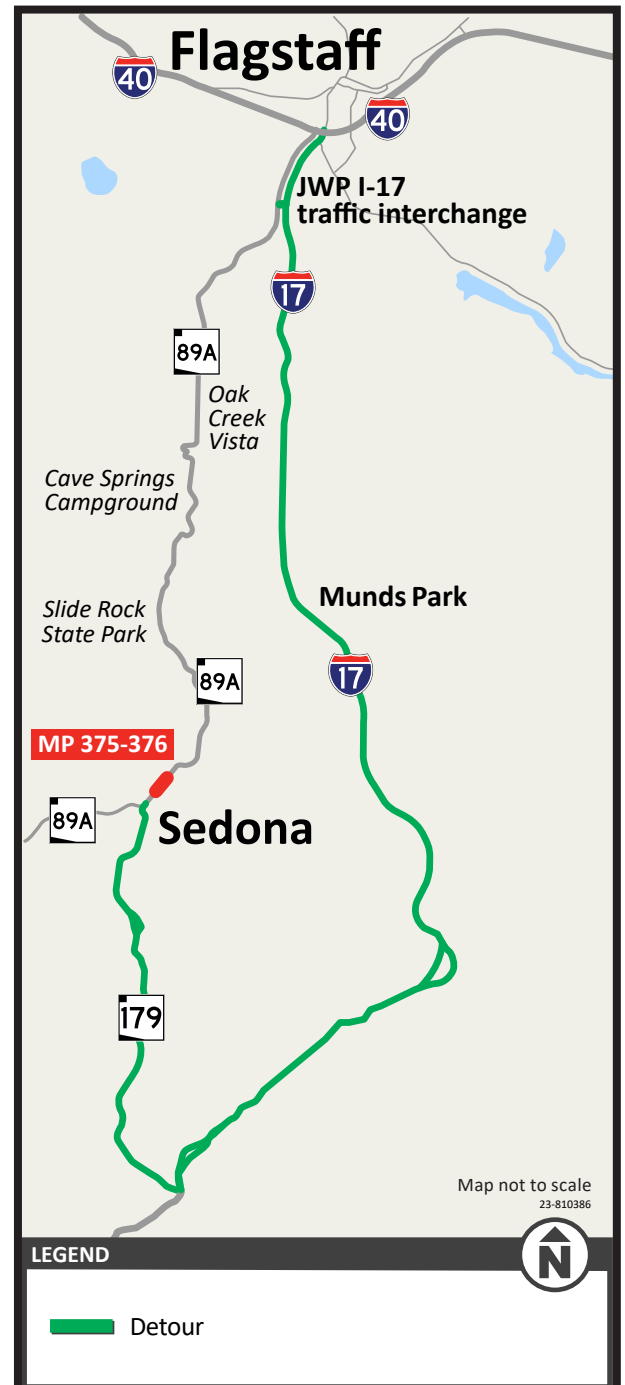 Flagstaff
40
40
JWP I-17
traffic interchange
17
89A
Oak
Creek
Vista
Cave Springs
Campground
Munds Park
Slide Rock
State Park
17
89A
MP 375-376
89A
Sedona
179
Map not to scale
23-810386
LEGEND
N
Detour